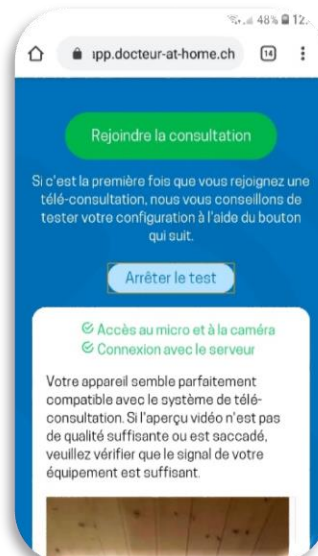 48% 12.
app.docteur-at-home.ch 14
Rejoindre la consultation
Si c'est la première fois que vous rejoignez une
télé-consultation, nous vous conseillons de
tester votre configuration à l'aide du bouton
qui suit.
Arrêter le test
Accès au micro et à la caméra
Connexion avec le serveur
Votre appareil semble parfaitement
compatible avec le système de télé-
consultation. Si l'aperçu vidéo n'est pas
de qualité suffisante ou est saccadé,
veuillez vérifier que le signal de votre
équipement est suffisant.